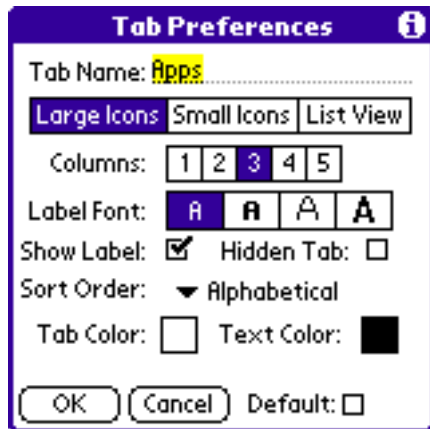 Tab Preferences i
Tab Name: Apps
Large Icons Small Icons List View
Columns: 1 2 3 4 5
Label Font: A A A A
Show Label: Hidden Tab:
Sort Order: Alphabetical
Tab Color: Text Color:
OK Cancel Default: